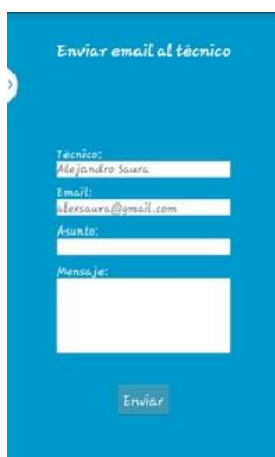 Enviar email al técnico
Técnico:
Alejandro Saura
Email:
alexsaura@gmail.com
Asunto:
Mensaje:
Enviar